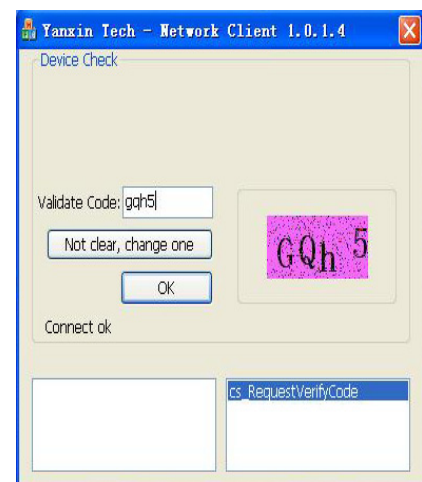 Yanxin Tech - Network Client 1.0.1.4
Device Check
Validate Code: gqh5
Not clear, change one
GQh 5
OK
Connect ok
cs_RequestVerifyCode